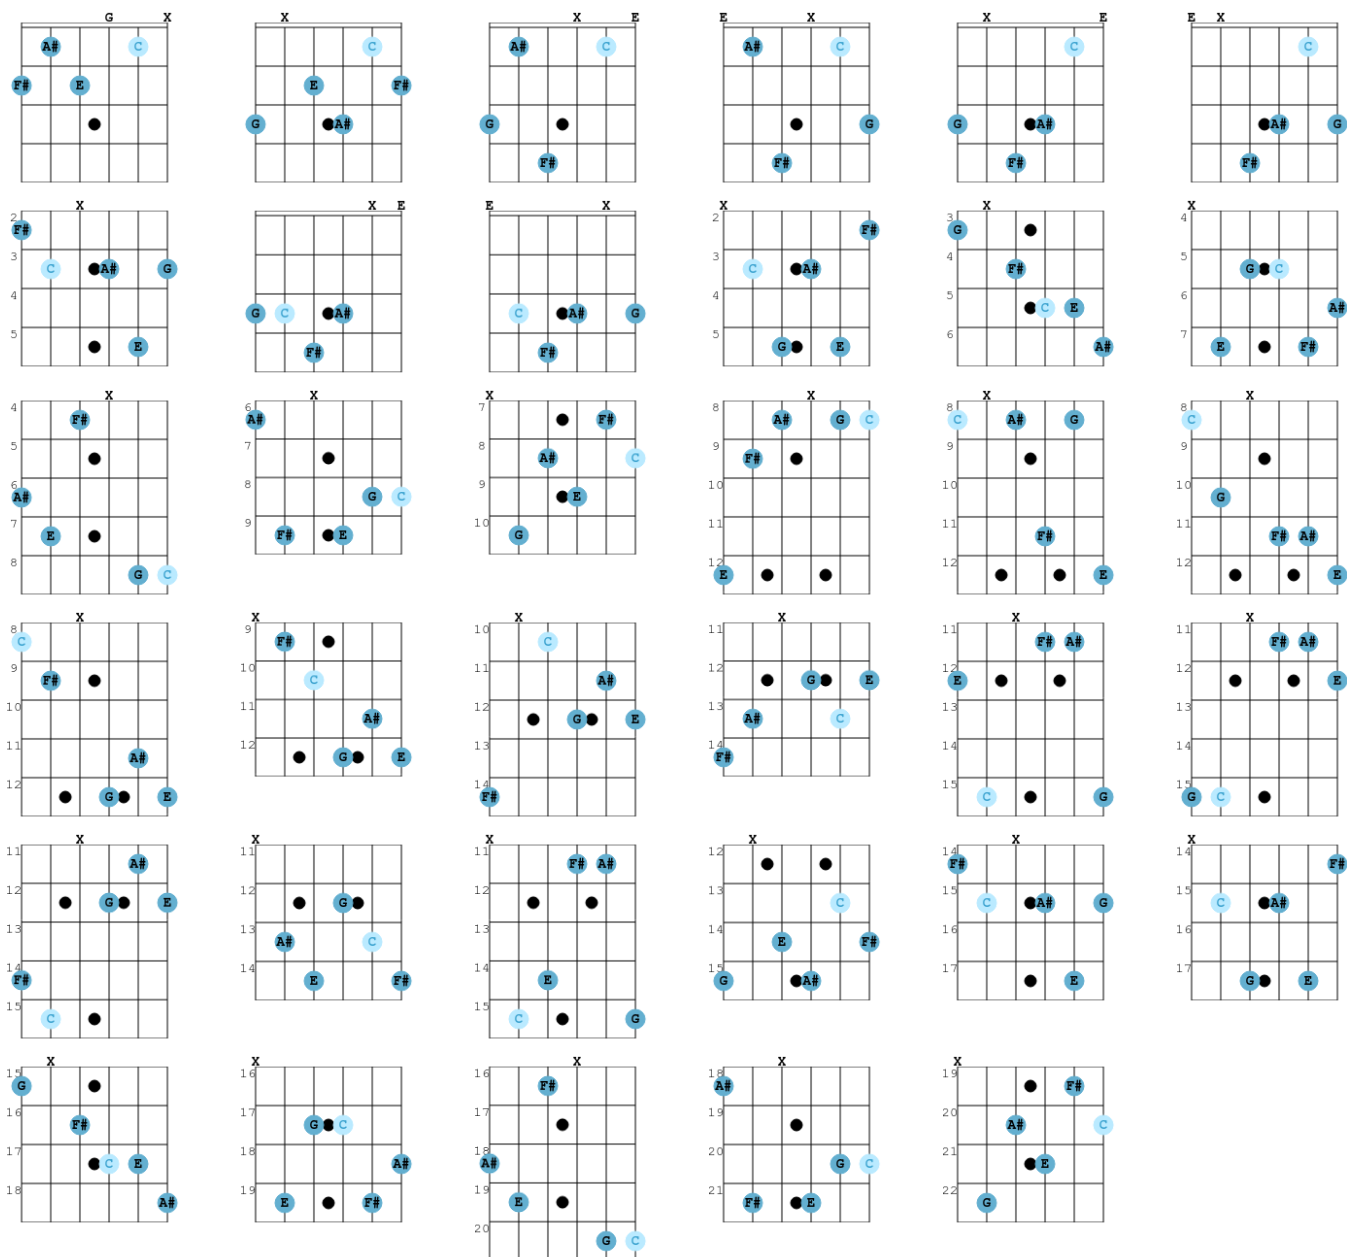 G X X X E E X X E E X
A# C C A# C A# C C C
F# E E F#
G A# G G G A# A# G
F# F# F# F#
X X E E X X X X
2 F# 2 F# 3 G 4
3 C A# G 3 C A# 4 F# 5 G C
4 G C A# C A# G 4 5 C E 6 A#
5 E F# F# 5 G E 6 A# 7 E F#
X X X X X X
4 F# 6 A# 7 F# 8 A# G C 8 C A# G 8 C
5 7 8 A# C 9 F# 9 9
6 A# 8 G C 9 E 10 10 10 G
7 E 9 F# E 10 G 11 11 F# 11 F# A#
8 G C 12 E 12 E 12 E
X X X X X X
8 C 9 F# 10 C 11 11 F# A# 11 F# A#
9 F# 10 C 11 A# 12 G E 12 E 12 E
10 11 A# 12 G E 13 A# C 13 13
11 A# 12 G E 13 14 F# 14 14
12 G E 14 F# 15 C G 15 G C
X X X X X X
11 A# 11 11 F# A# 12 14 F# 14 F#
12 G E 12 G 12 13 C 15 C A# G 15 C A#
13 13 A# C 13 14 E F# 16 16
14 F# 14 E F# 14 E 15 G A# 17 E 17 G E
15 C 15 C G
X X X X X
15 G 16 16 F# 18 A# 19 F#
16 F# 17 G C 17 19 20 A# C
17 C E 18 A# 18 A# 20 G C 21 E
18 A# 19 E F# 19 E 21 F# E 22 G
20 G C